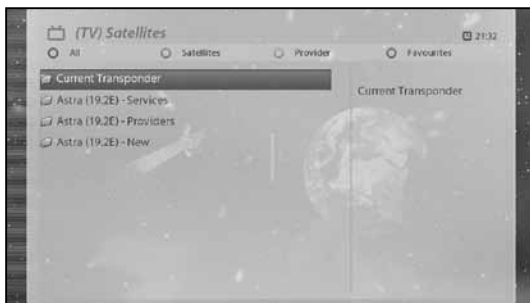 (TV) Satellites
21:32
All Satellites Provider Favourites
Current Transponder
Current Transponder
Astra (19.2E) - Services
Astra (19.2E) - Providers
Astra (19.2E) - New